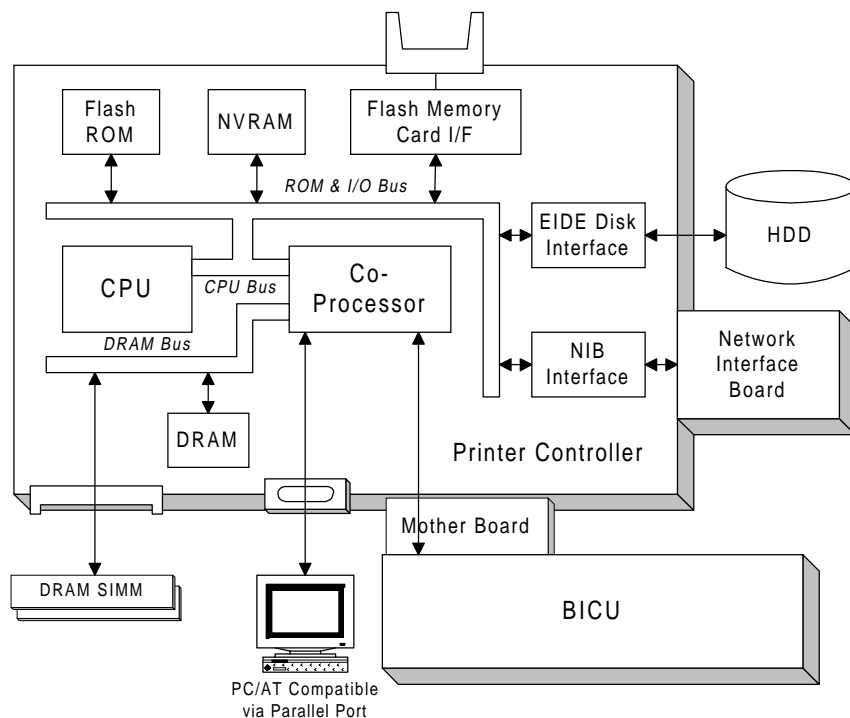 Flash
ROM
NVRAM
Flash Memory
Card I/F
ROM & I/O Bus
EIDE Disk
Interface
HDD
CPU
CPU Bus
Co-
Processor
DRAM Bus
NIB
Interface
Network
Interface
Board
DRAM
Printer Controller
Mother Board
DRAM SIMM
BICU
PC/AT Compatible
via Parallel Port